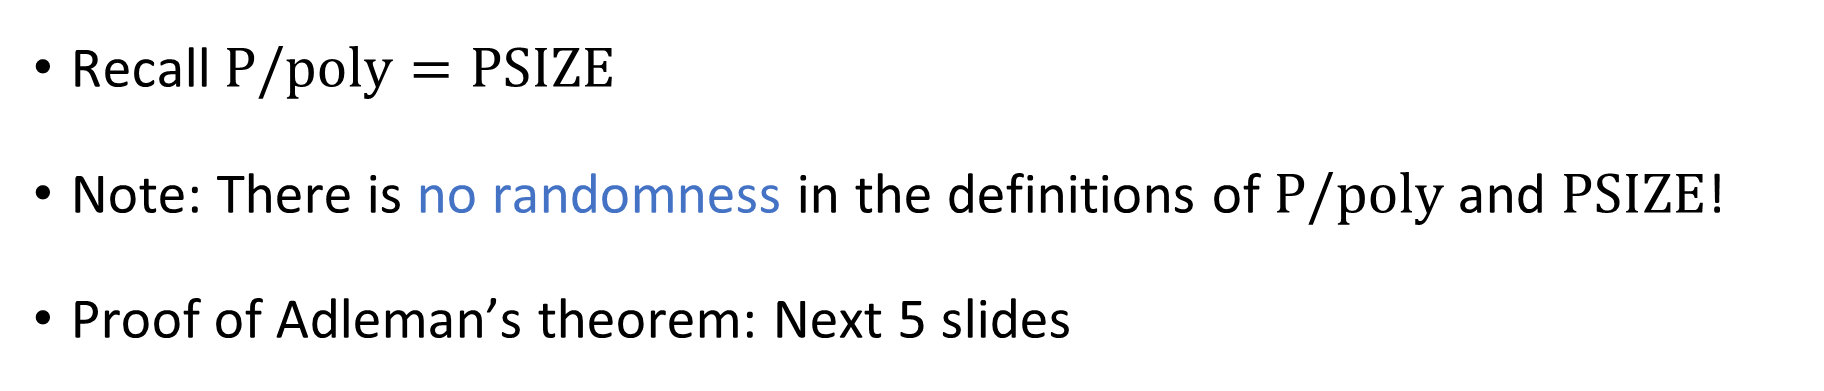 • Recall P/poly = PSIZE
• Note: There is no randomness in the definitions of P/poly and PSIZE!
• Proof of Adleman’s theorem: Next 5 slides